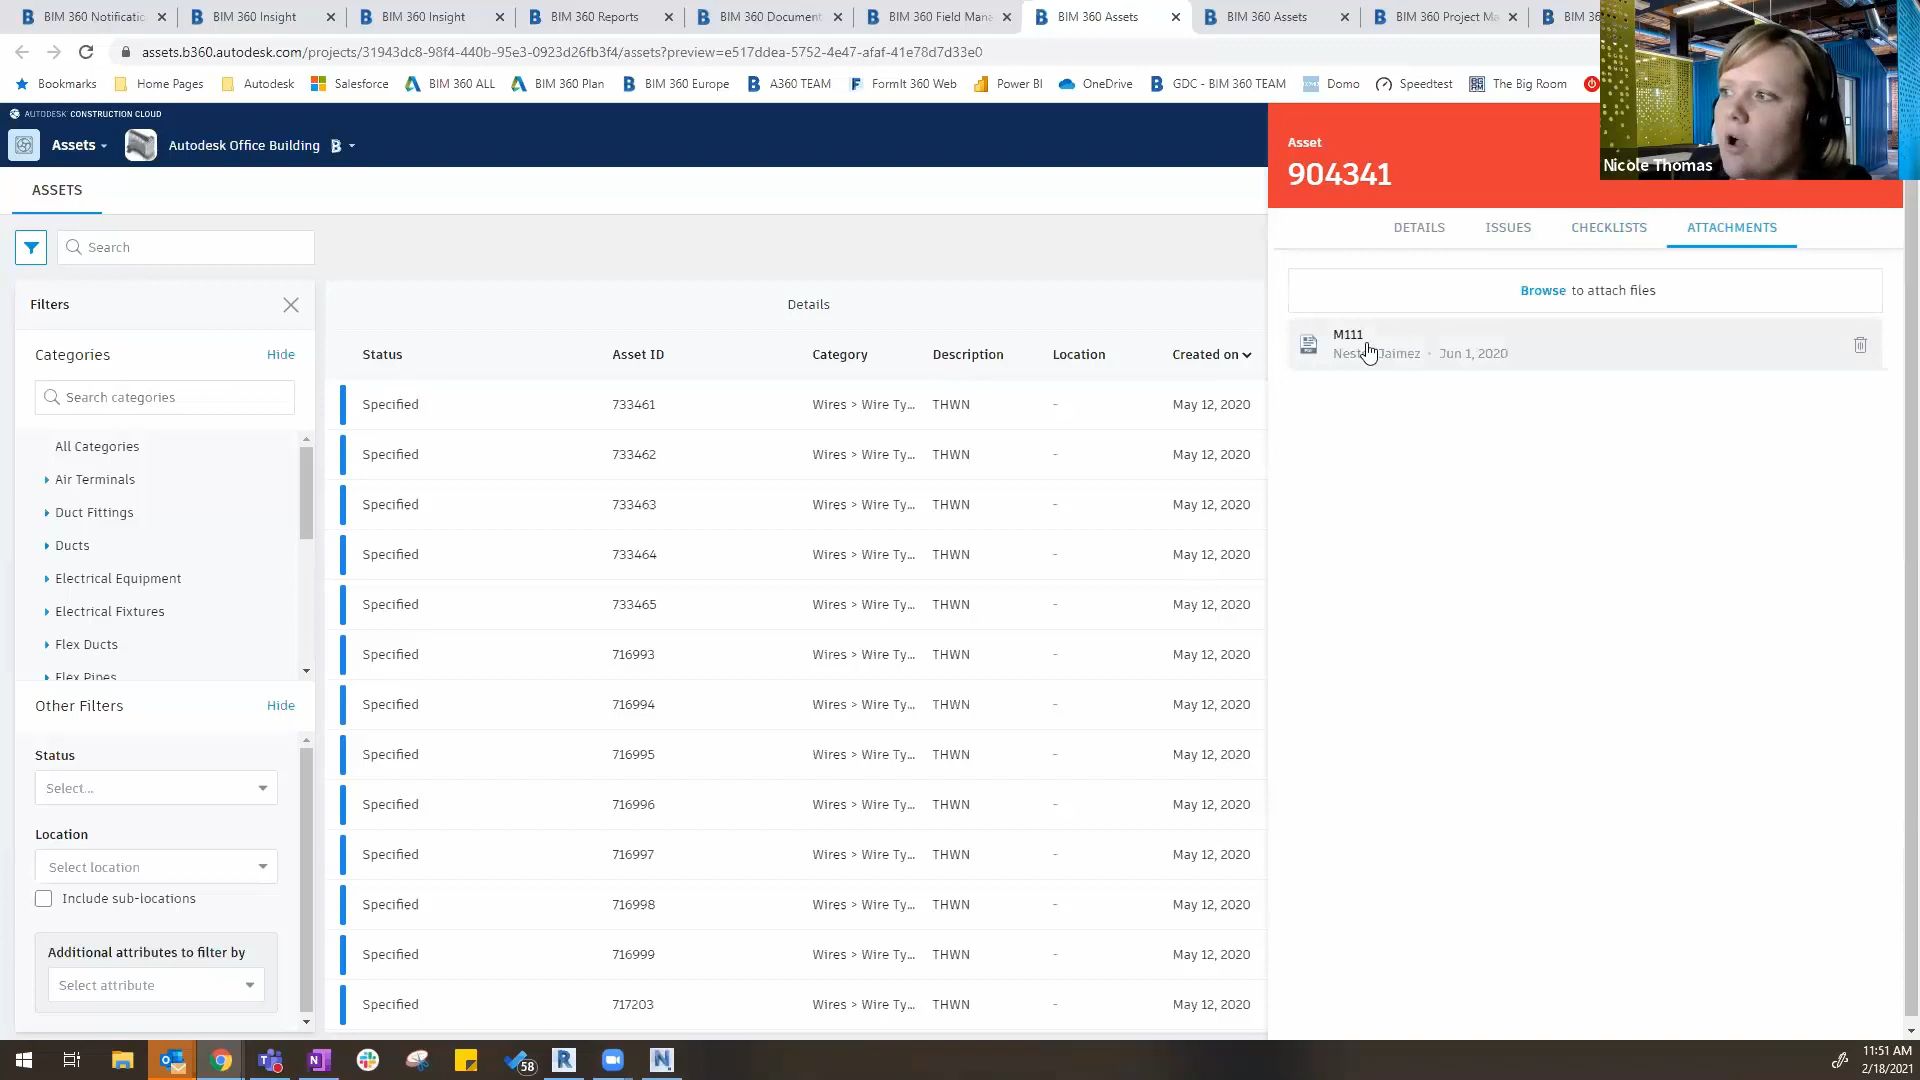 BIM 360 Notificatio
BIM 360 Insight
BIM 360 Insight
BIM 360 Reports
BIM 360 Document
BIM 360 Field Mana
BIM 360 Assets
BIM 360 Assets
BIM 360 Project Ma
BIM 36
assets.b360.autodesk.com/projects/31943dc8-98f4-440b-95e3-0923d26fb3f4/assets?preview=e517ddea-5752-4e47-afaf-41e78d7d33e0
Bookmarks
Home Pages
Autodesk
Salesforce
BIM 360 ALL
BIM 360 Plan
BIM 360 Europe
A360 TEAM
FormIt 360 Web
Power BI
OneDrive
GDC - BIM 360 TEAM
Domo
Speedtest
The Big Room
Nicole Thomas
AUTODESK CONSTRUCTION CLOUD
Assets
Autodesk Office Building
ASSETS
Search
Filters
Categories
Hide
Search categories
All Categories
Air Terminals
Duct Fittings
Ducts
Electrical Equipment
Electrical Fixtures
Flex Ducts
Flex Pipes
Other Filters
Hide
Status
Select...
Location
Select location
Include sub-locations
Additional attributes to filter by
Select attribute
Details
Status Asset ID Category Description Location Created on
Specified 733461 Wires > Wire Ty... THWN - May 12, 2020
Specified 733462 Wires > Wire Ty... THWN - May 12, 2020
Specified 733463 Wires > Wire Ty... THWN - May 12, 2020
Specified 733464 Wires > Wire Ty... THWN - May 12, 2020
Specified 733465 Wires > Wire Ty... THWN - May 12, 2020
Specified 716993 Wires > Wire Ty... THWN - May 12, 2020
Specified 716994 Wires > Wire Ty... THWN - May 12, 2020
Specified 716995 Wires > Wire Ty... THWN - May 12, 2020
Specified 716996 Wires > Wire Ty... THWN - May 12, 2020
Specified 716997 Wires > Wire Ty... THWN - May 12, 2020
Specified 716998 Wires > Wire Ty... THWN - May 12, 2020
Specified 716999 Wires > Wire Ty... THWN - May 12, 2020
Specified 717203 Wires > Wire Ty... THWN - May 12, 2020
Asset
904341
DETAILS
ISSUES
CHECKLISTS
ATTACHMENTS
Browse to attach files
M111
Jaimez · Jun 1, 2020
58
11:51 AM
2/18/2021